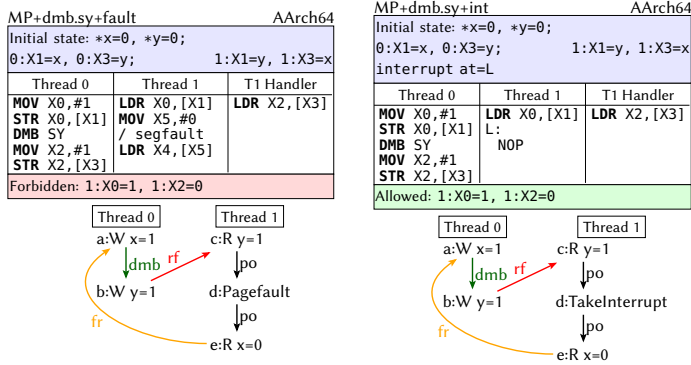 MP+dmb.sy+fault AArch64
Initial state: *x=0, *y=0;
0:X1=x, 0:X3=y; 1:X1=y, 1:X3=x
Thread 0 Thread 1 T1 Handler
MOV X0,#1 LDR X0,[X1] LDR X2,[X3]
STR X0,[X1] MOV X5,#0
DMB SY / segfault
MOV X2,#1 LDR X4,[X5]
STR X2,[X3]
Forbidden: 1:X0=1, 1:X2=0
Thread 0 Thread 1
a:W x=1 c:R y=1
dmb rf po
b:W y=1 d:Pagefault
fr po
e:R x=0
MP+dmb.sy+int AArch64
Initial state: *x=0, *y=0;
0:X1=x, 0:X3=y; 1:X1=y, 1:X3=x
interrupt at=L
Thread 0 Thread 1 T1 Handler
MOV X0,#1 LDR X0,[X1] LDR X2,[X3]
STR X0,[X1] L:
DMB SY NOP
MOV X2,#1
STR X2,[X3]
Allowed: 1:X0=1, 1:X2=0
Thread 0 Thread 1
a:W x=1 c:R y=1
dmb rf po
b:W y=1 d:TakeInterrupt
fr po
e:R x=0